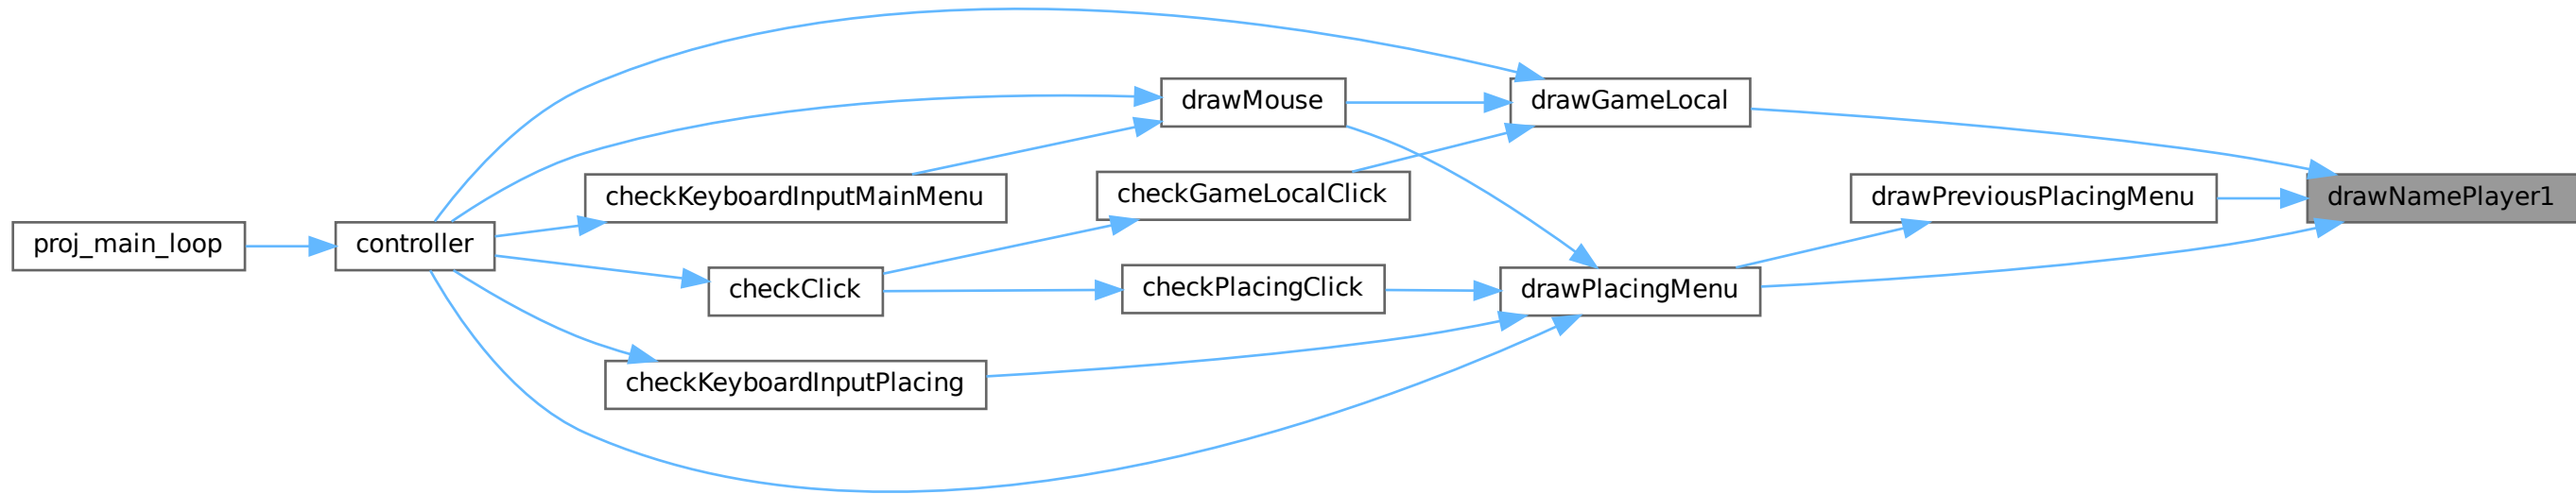 drawMouse
drawGameLocal
checkKeyboardInputMainMenu
checkGameLocalClick
drawPreviousPlacingMenu
drawNamePlayer1
proj_main_loop
controller
checkClick
checkPlacingClick
drawPlacingMenu
checkKeyboardInputPlacing